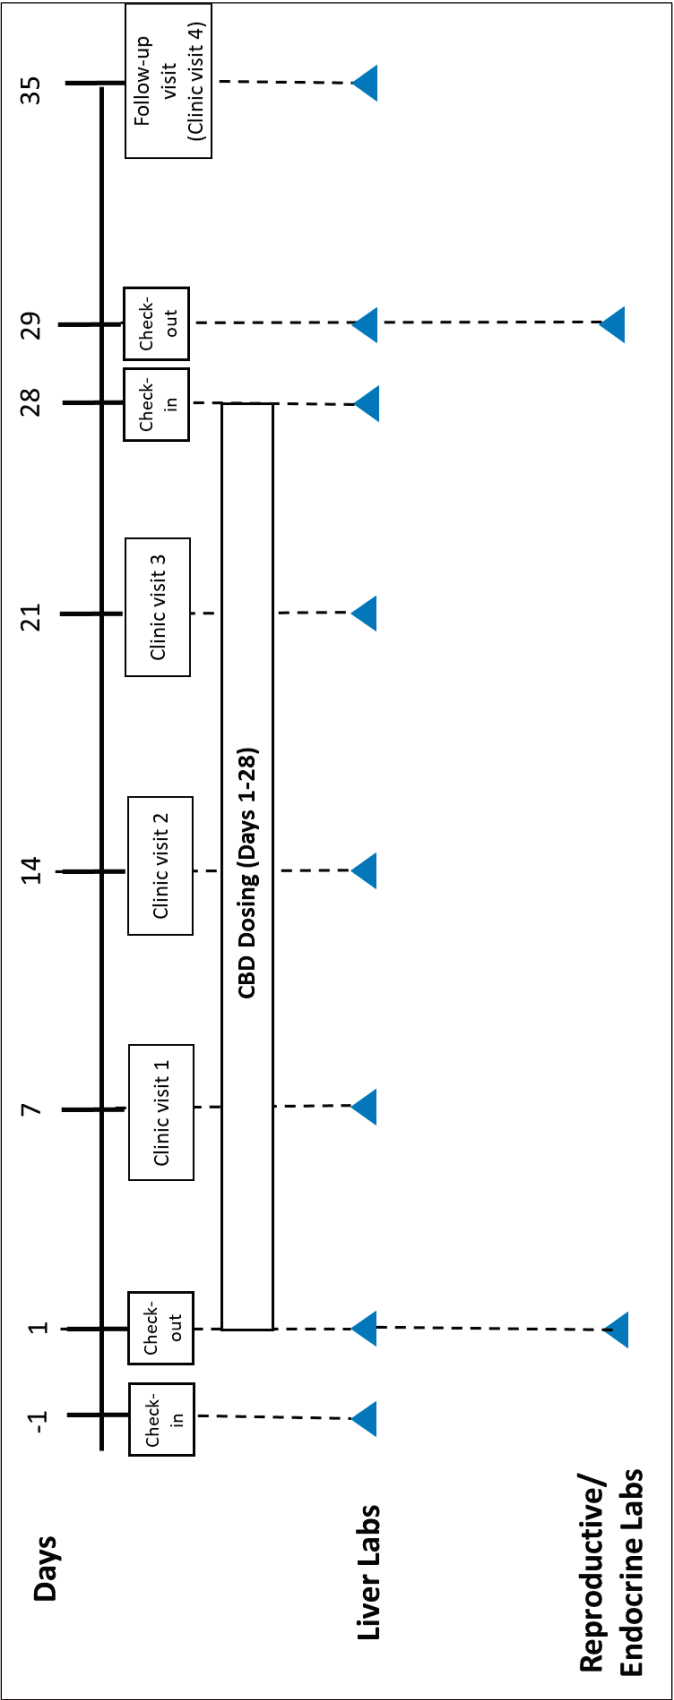 Days
-1
1
7
14
21
28
29
35
Check-
in
Check-
out
Clinic visit 1
Clinic visit 2
Clinic visit 3
Check-
in
Check-
out
Follow-up
visit
(Clinic visit 4)
CBD Dosing (Days 1-28)
Liver Labs
Reproductive/
Endocrine Labs